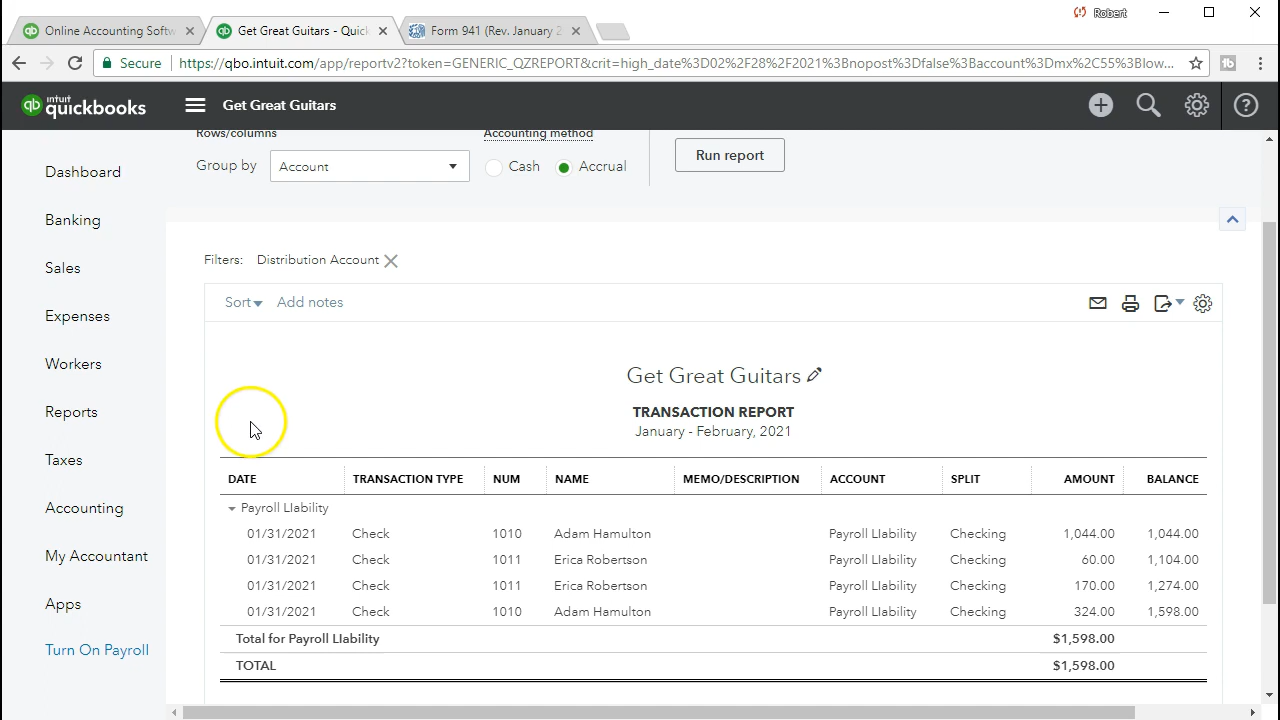 Robert
Online Accounting Softw
Get Great Guitars - Quick
Form 941 (Rev. January 2
Secure
https://qbo.intuit.com/app/reportv2?token=GENERIC_QZREPORT&crit=high_date%3D02%2F28%2F2021%3Bnopost%3Dfalse%3Baccount%3Dmx%2C55%3Blow...
tb
qb intuit quickbooks
Get Great Guitars
Rows/columns
Accounting method
Group by
Account
Cash
Accrual
Run report
Dashboard
Banking
Sales
Expenses
Workers
Reports
Taxes
Accounting
My Accountant
Apps
Turn On Payroll
Filters: Distribution Account
Sort
Add notes
Get Great Guitars
TRANSACTION REPORT
January - February, 2021
DATE TRANSACTION TYPE NUM NAME MEMO/DESCRIPTION ACCOUNT SPLIT AMOUNT BALANCE
Payroll LIability
01/31/2021 Check 1010 Adam Hamulton Payroll LIability Checking 1,044.00 1,044.00
01/31/2021 Check 1011 Erica Robertson Payroll LIability Checking 60.00 1,104.00
01/31/2021 Check 1011 Erica Robertson Payroll LIability Checking 170.00 1,274.00
01/31/2021 Check 1010 Adam Hamulton Payroll LIability Checking 324.00 1,598.00
Total for Payroll LIability $1,598.00
TOTAL $1,598.00